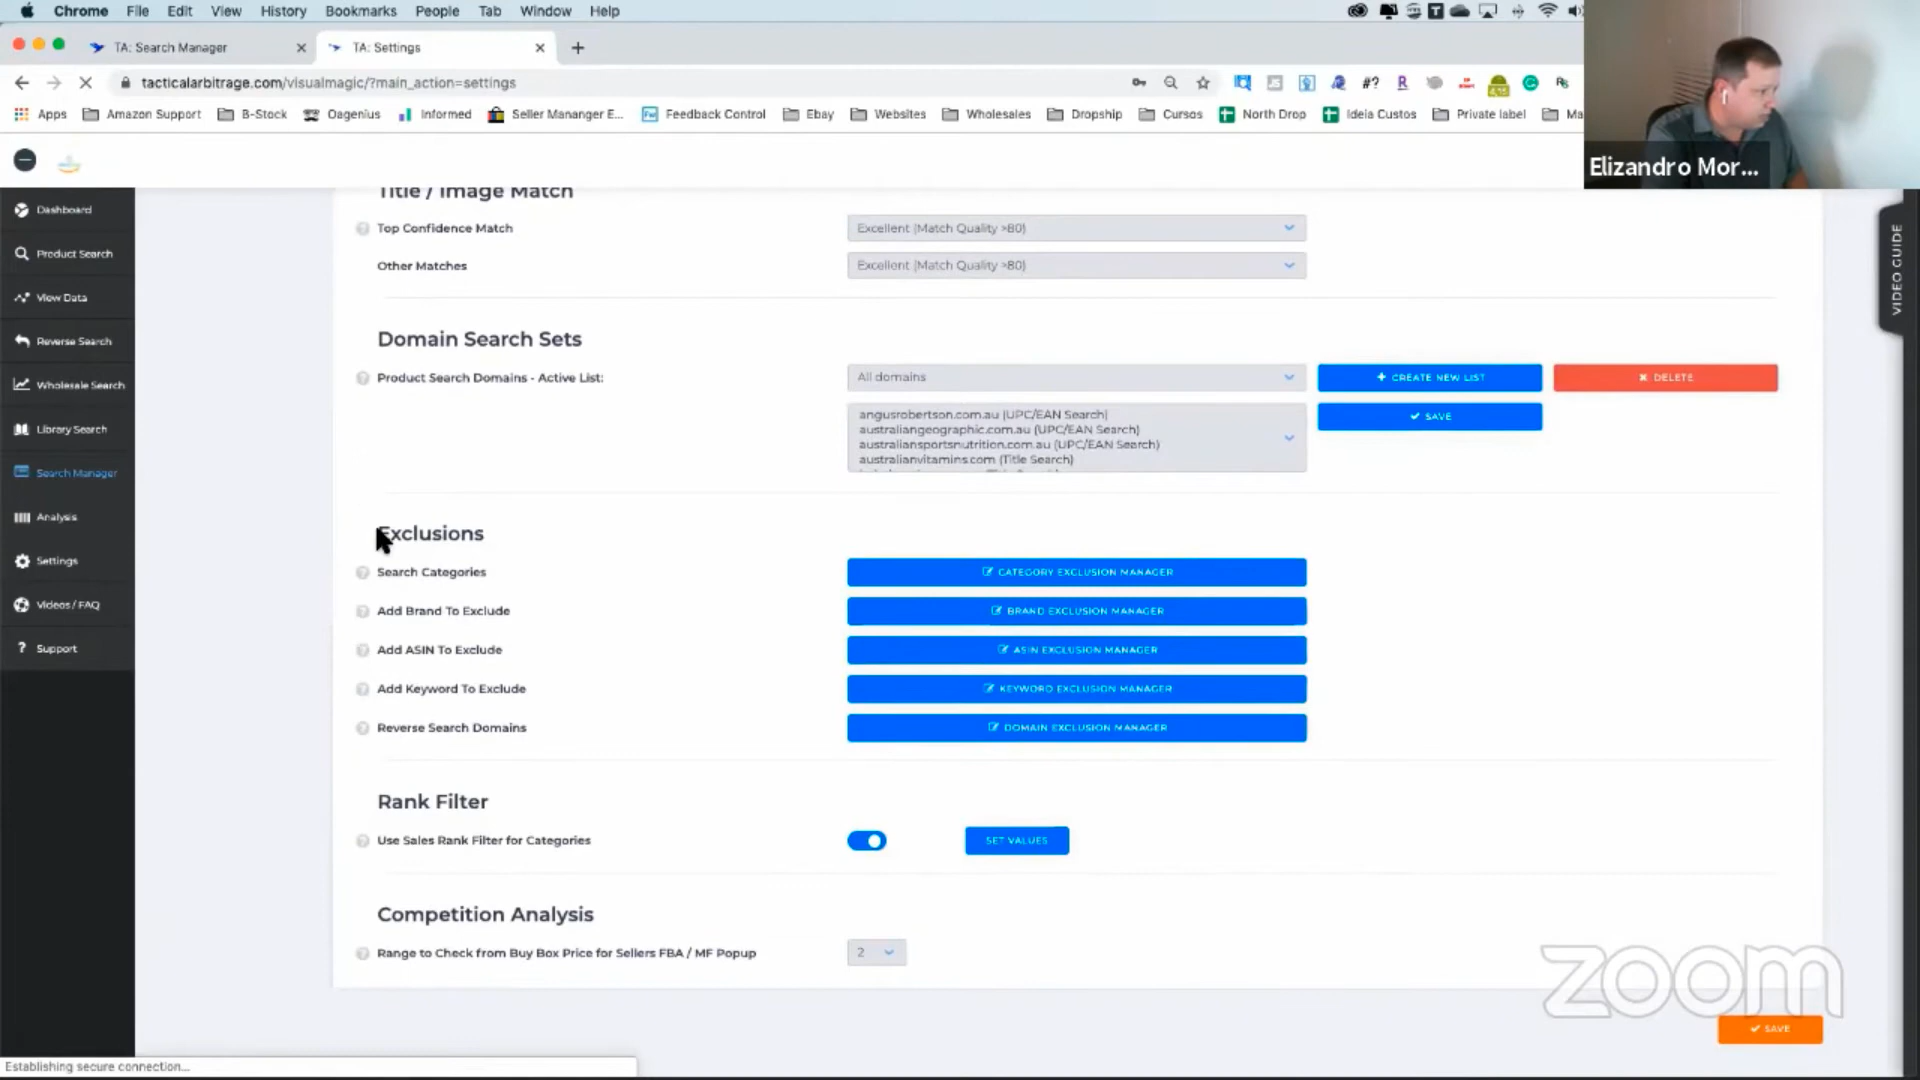 Chrome File Edit View History Bookmarks People Tab Window Help
TA: Search Manager
TA: Settings
tacticalarbitrage.com/visualmagic/?main_action=settings
Apps Amazon Support B-Stock Oagenius Informed Seller Mananger E... Feedback Control Ebay Websites Wholesales Dropship Cursos North Drop Ideia Custos Private label Ma
Elizandro Mor...
Dashboard
Product Search
View Data
Reverse Search
Wholesale Search
Library Search
Search Manager
Analysis
Settings
Videos / FAQ
Support
VIDEO GUIDE
Title / Image Match
Top Confidence Match
Excellent (Match Quality >80)
Other Matches
Excellent (Match Quality >80)
Domain Search Sets
Product Search Domains - Active List:
All domains
CREATE NEW LIST
DELETE
angusrobertson.com.au (UPC/EAN Search)
australiangeographic.com.au (UPC/EAN Search)
australiansportsnutrition.com.au (UPC/EAN Search)
australianvitamins.com (Title Search)
SAVE
Exclusions
Search Categories
CATEGORY EXCLUSION MANAGER
Add Brand To Exclude
BRAND EXCLUSION MANAGER
Add ASIN To Exclude
ASIN EXCLUSION MANAGER
Add Keyword To Exclude
KEYWORD EXCLUSION MANAGER
Reverse Search Domains
DOMAIN EXCLUSION MANAGER
Rank Filter
Use Sales Rank Filter for Categories
SET VALUES
Competition Analysis
Range to Check from Buy Box Price for Sellers FBA / MF Popup
2
zoom
SAVE
Establishing secure connection...